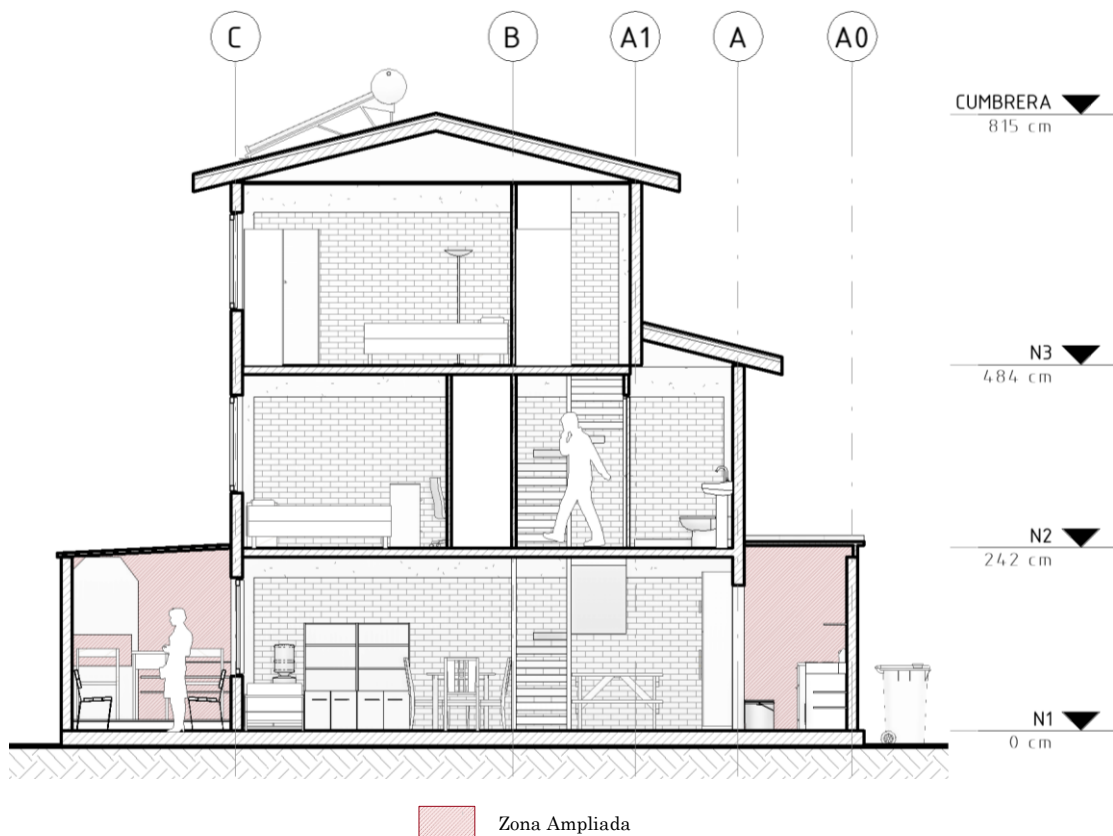 C B A1 A A0
CUMBRERA
815 cm
N3
484 cm
N2
242 cm
N1
0 cm
Zona Ampliada